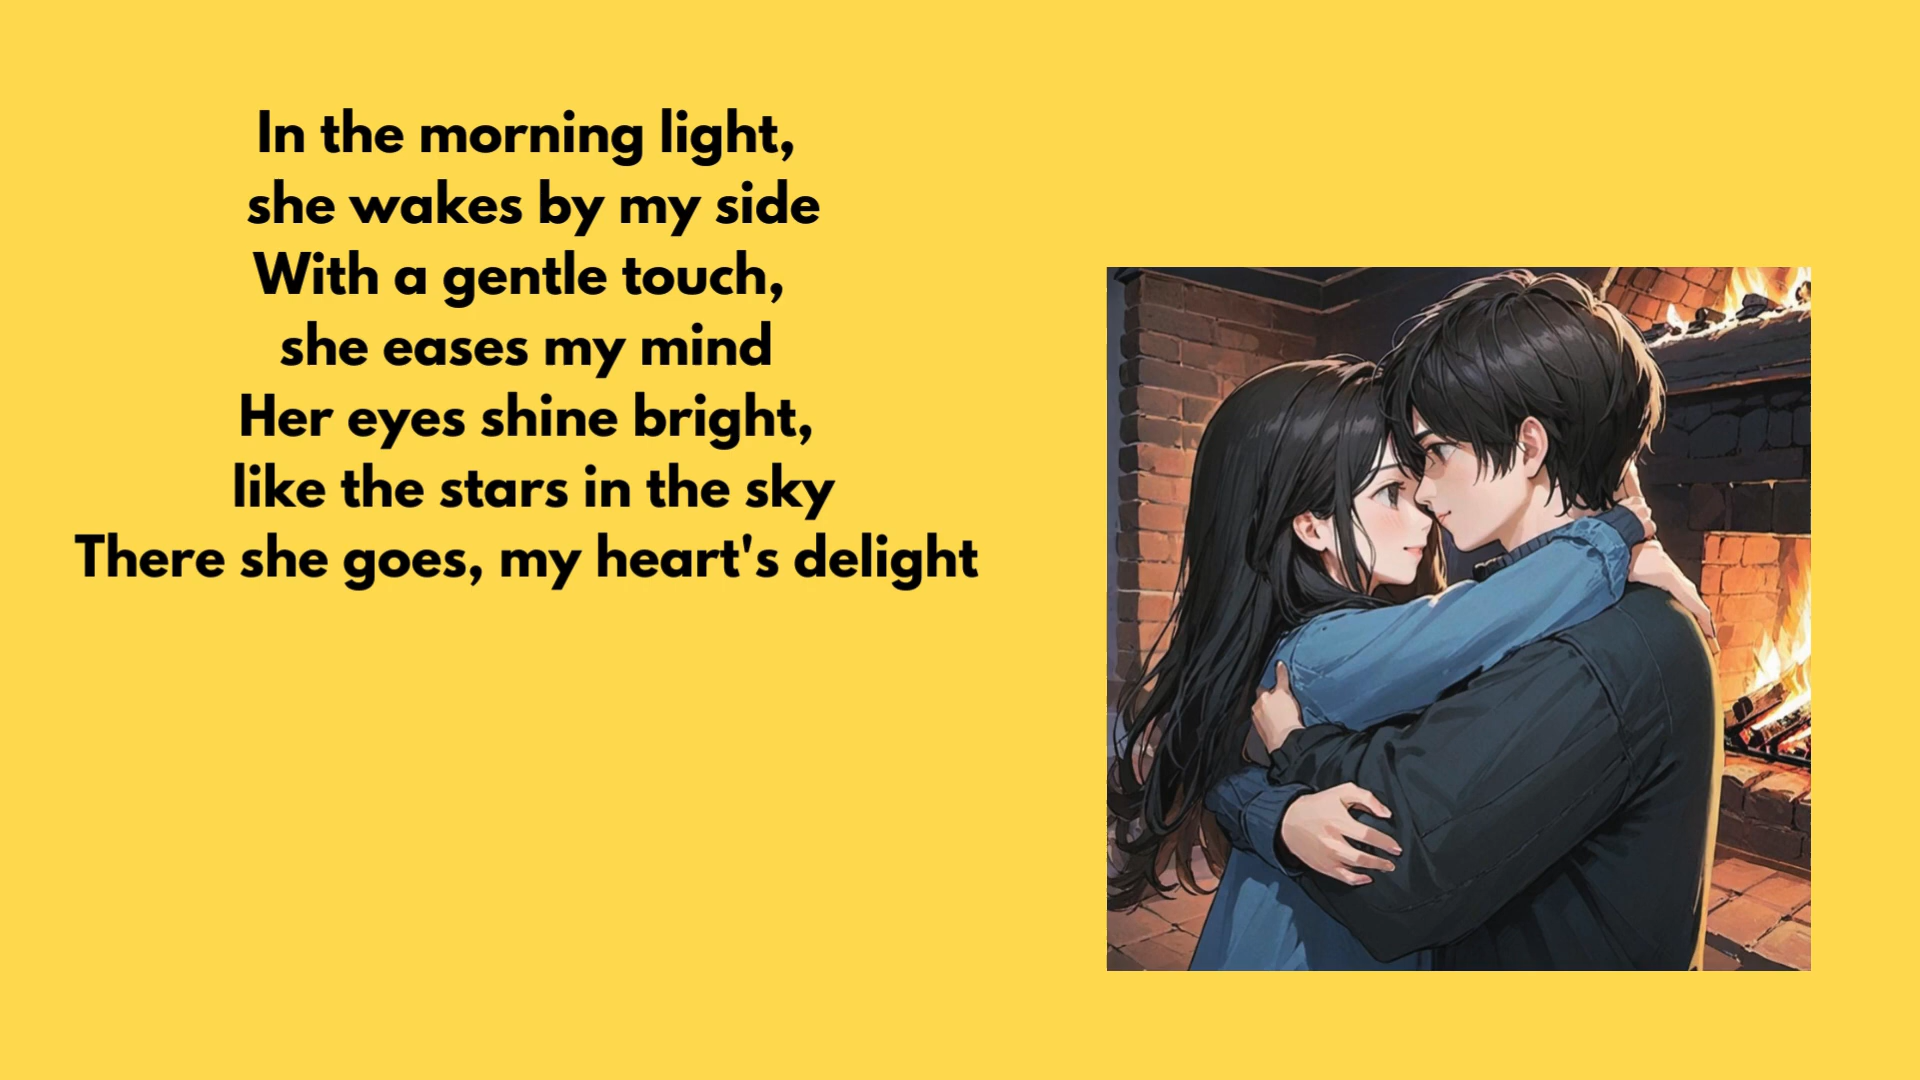 In the morning light,
she wakes by my side
With a gentle touch,
she eases my mind
Her eyes shine bright,
like the stars in the sky
There she goes, my heart's delight